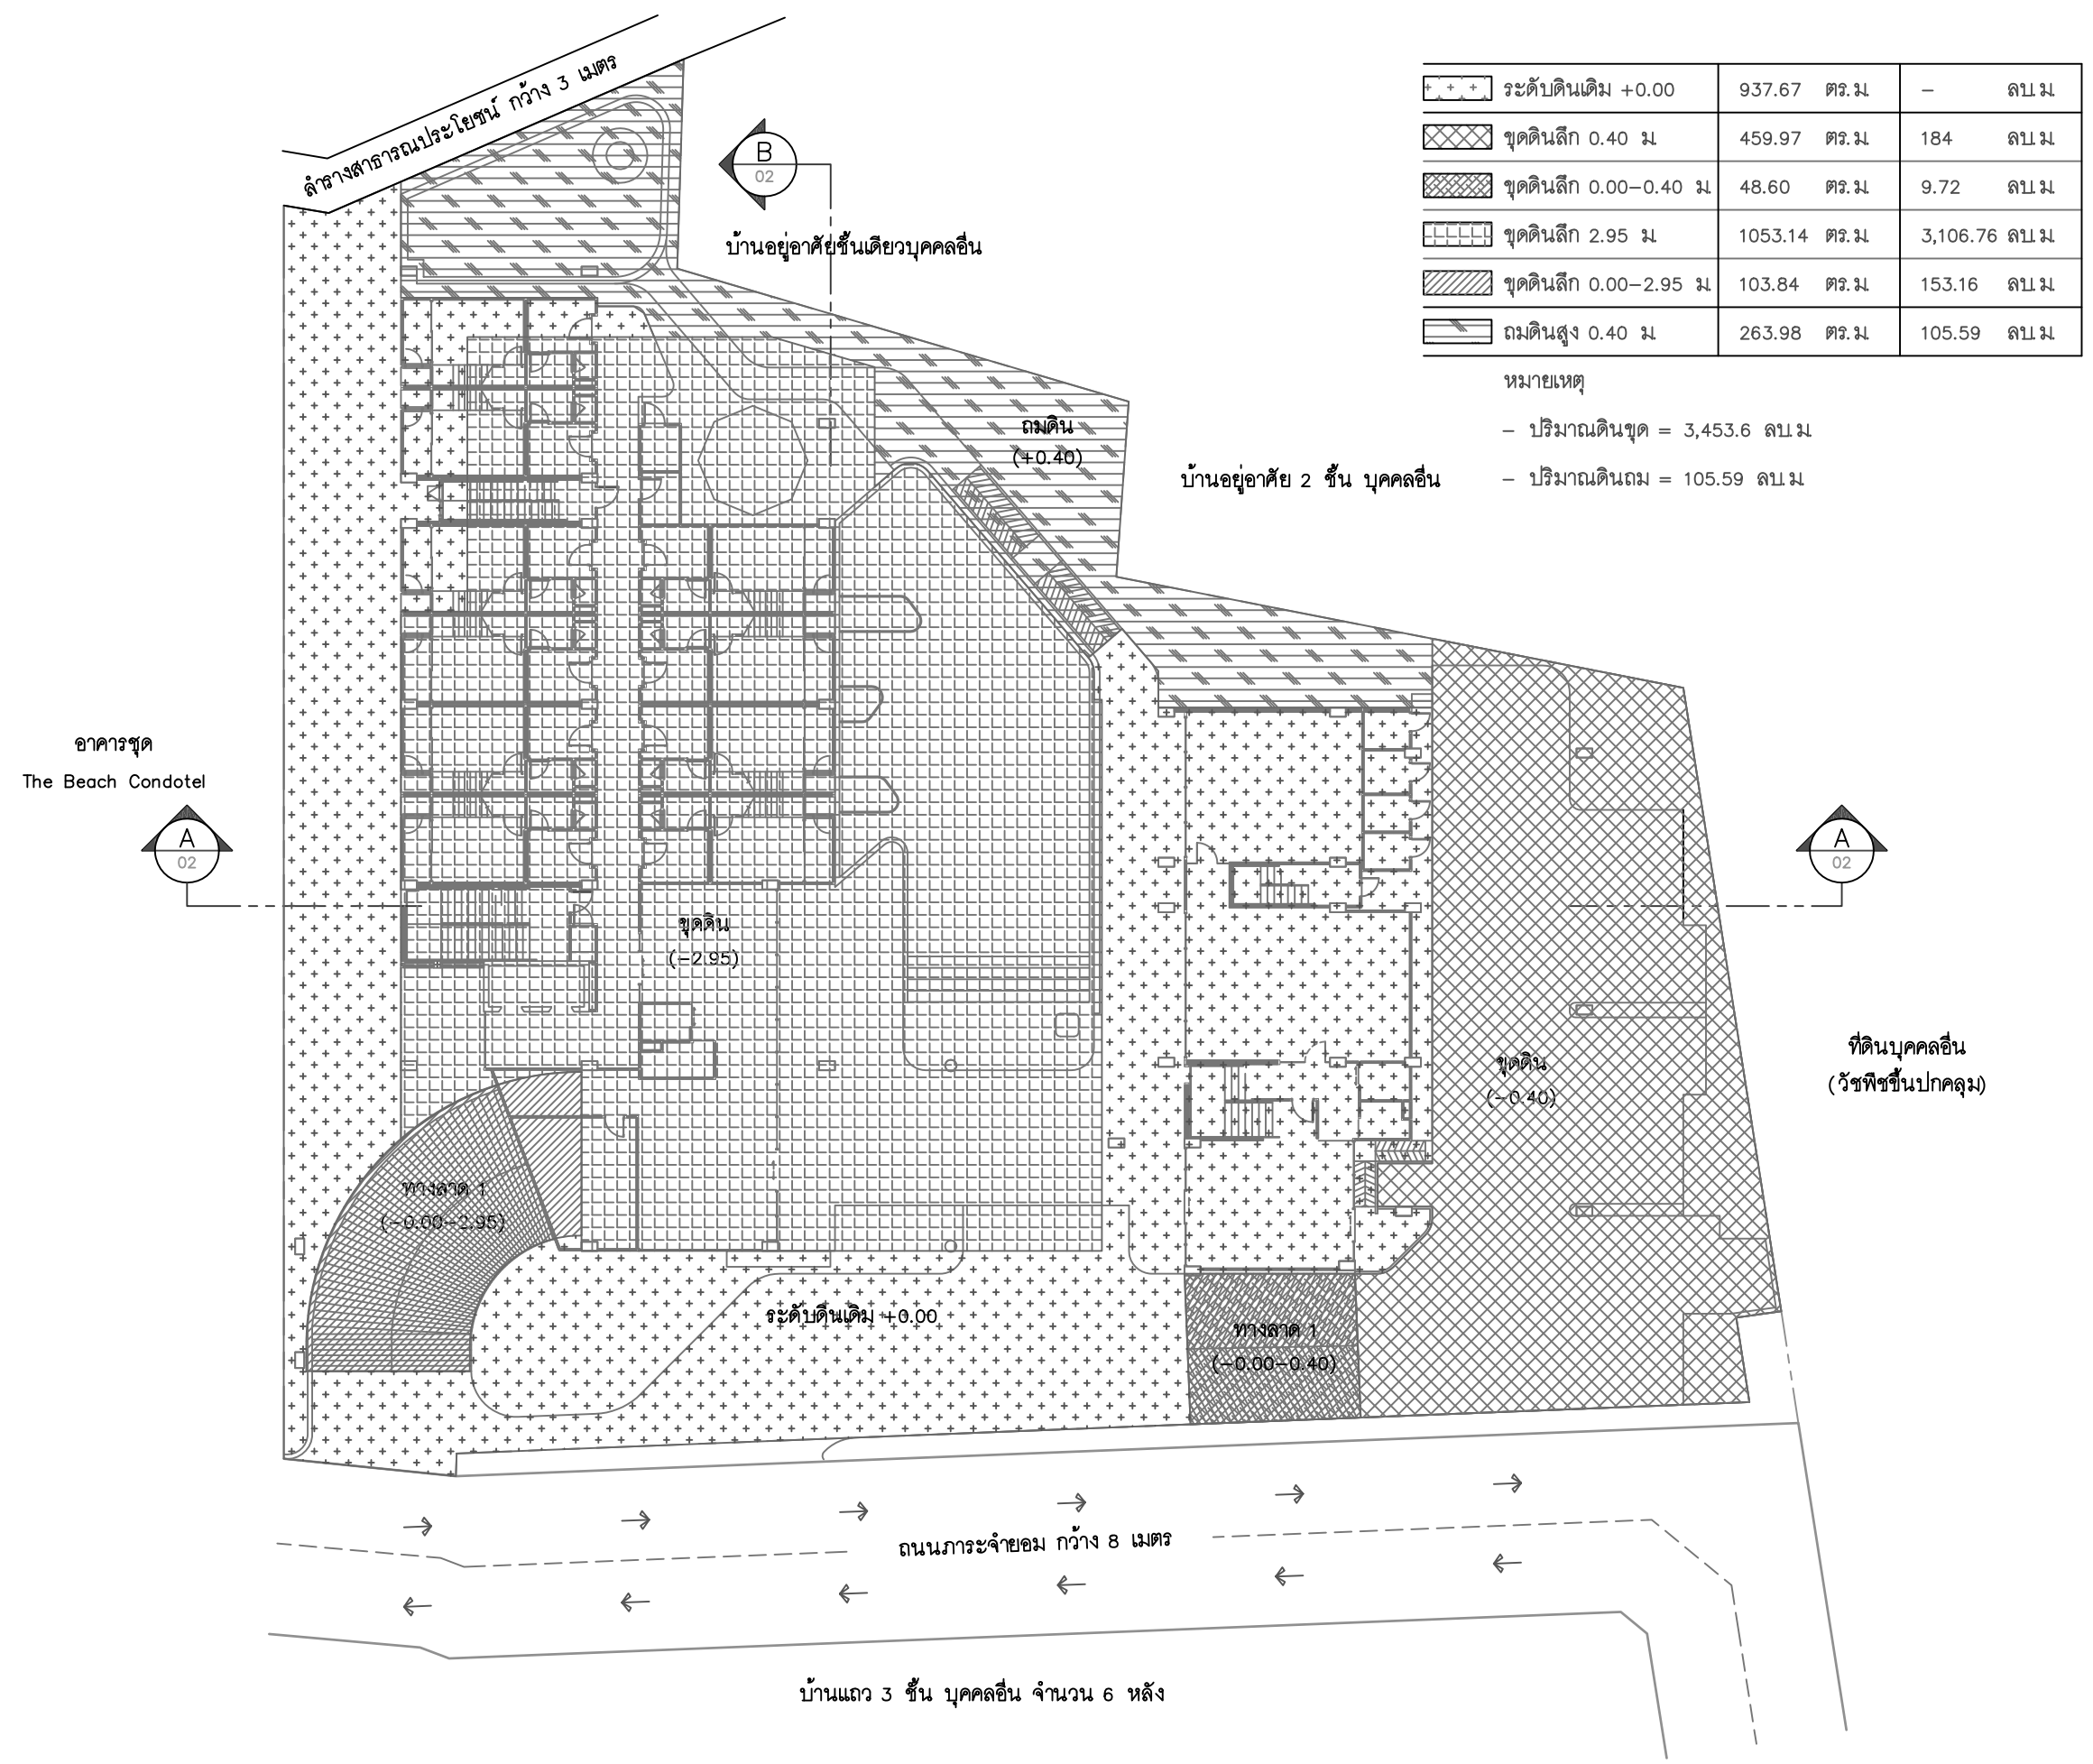 ลำรางสาธารณประโยชน์ กว้าง 3 เมตร
ระดับดินเดิม +0.00 937.67 ตร.ม. – ลบ.ม.
ขุดดินลึก 0.40 ม. 459.97 ตร.ม. 184 ลบ.ม.
ขุดดินลึก 0.00–0.40 ม. 48.60 ตร.ม. 9.72 ลบ.ม.
ขุดดินลึก 2.95 ม. 1053.14 ตร.ม. 3,106.76 ลบ.ม.
ขุดดินลึก 0.00–2.95 ม. 103.84 ตร.ม. 153.16 ลบ.ม.
ถมดินสูง 0.40 ม. 263.98 ตร.ม. 105.59 ลบ.ม.
หมายเหตุ
– ปริมาณดินขุด = 3,453.6 ลบ.ม.
– ปริมาณดินถม = 105.59 ลบ.ม.
B
02
บ้านอยู่อาศัยชั้นเดียวบุคคลอื่น
ถมดิน
(+0.40)
บ้านอยู่อาศัย 2 ชั้น บุคคลอื่น
อาคารชุด
The Beach Condotel
A
02
A
02
ขุดดิน
(–2.95)
ขุดดิน
(–0.40)
ที่ดินบุคคลอื่น
(วัชพืชขึ้นปกคลุม)
ทางลาด 1
(–0.00–2.95)
ระดับดินเดิม +0.00
ทางลาด 1
(–0.00–0.40)
ถนนภาระจำยอม กว้าง 8 เมตร
บ้านแถว 3 ชั้น บุคคลอื่น จำนวน 6 หลัง